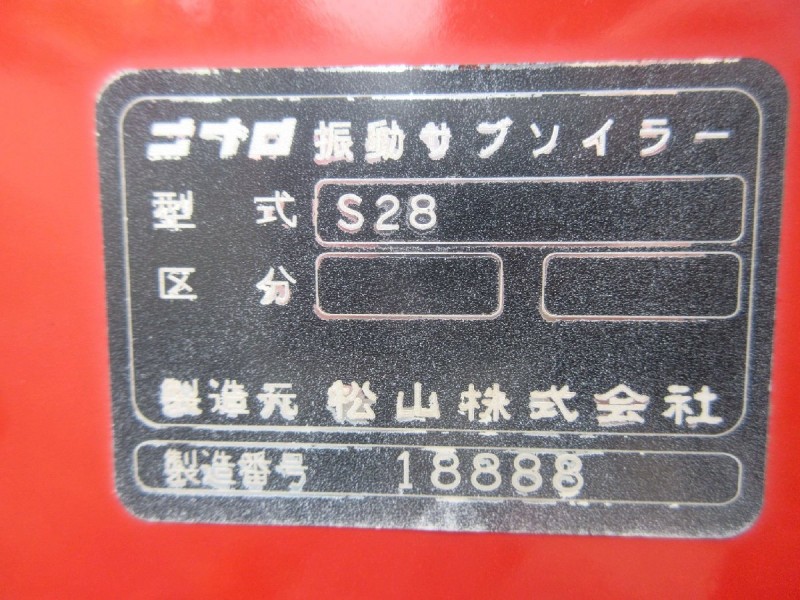 ニプロ 振動サブソイラー
型式 S28
区分
製造元 松山株式会社
製造番号 18888